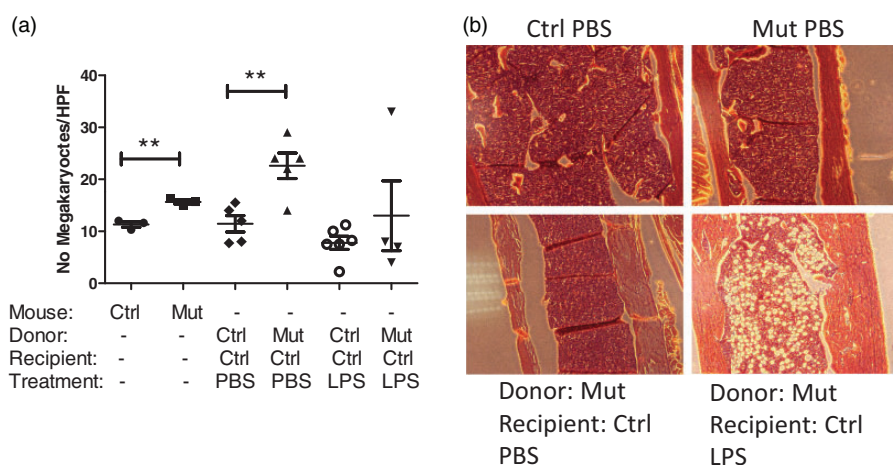 (a)
No Megakaryoctes/HPF
40
30
20
10
0
**
**
Mouse: Ctrl Mut - - - -
Donor: - - Ctrl Mut Ctrl Mut
Recipient: - - Ctrl Ctrl Ctrl Ctrl
Treatment: - - PBS PBS LPS LPS
(b)
Ctrl PBS
Mut PBS
Donor: Mut
Recipient: Ctrl
PBS
Donor: Mut
Recipient: Ctrl
LPS